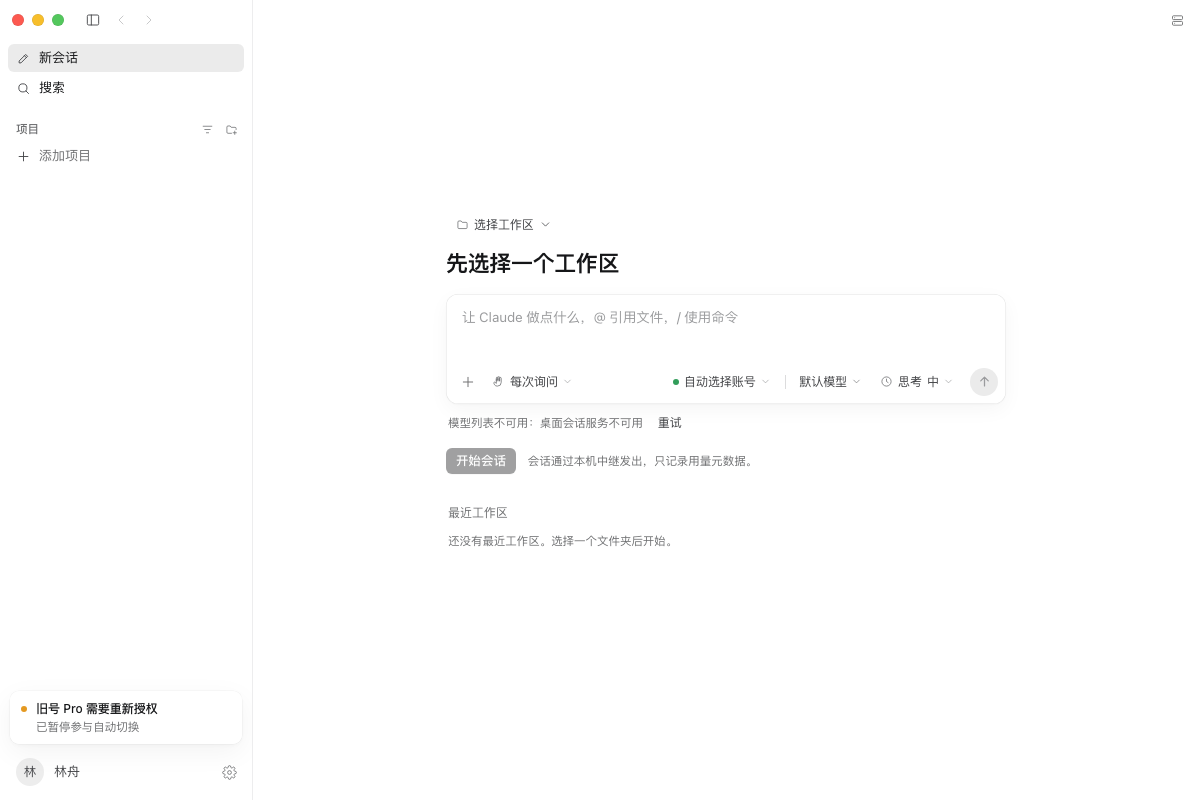 新会话
搜索
项目
添加项目
选择工作区
先选择一个工作区
让 Claude 做点什么，@ 引用文件，/ 使用命令
每次询问
自动选择账号
默认模型
思考 中
模型列表不可用：桌面会话服务不可用 重试
开始会话 会话通过本机中继发出，只记录用量元数据。
最近工作区
还没有最近工作区。选择一个文件夹后开始。
旧号 Pro 需要重新授权
已暂停参与自动切换
林 林舟